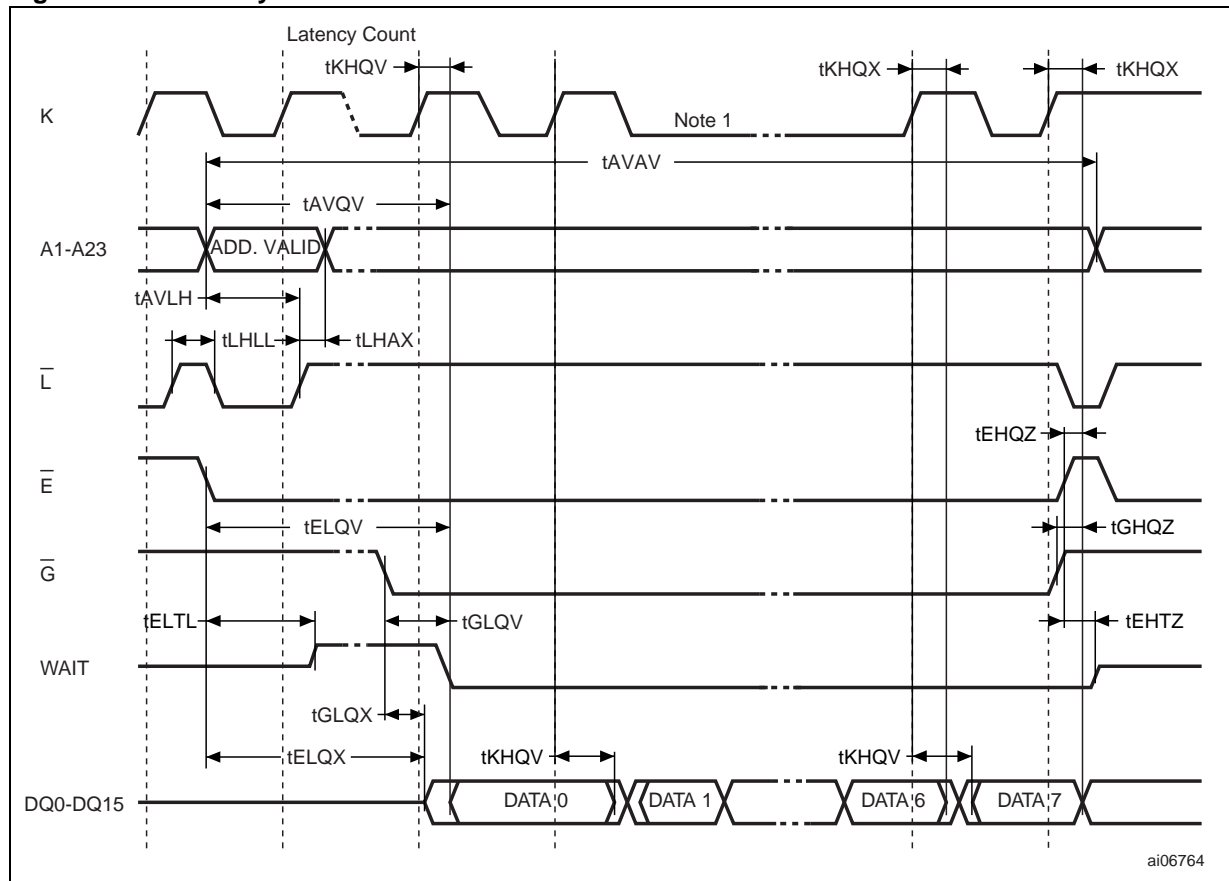 Latency Count
tKHQV
tKHQX
tKHQX
K
Note 1
tAVAV
tAVQV
A1-A23
ADD. VALID
tAVLH
tLHLL
tLHAX
L
tEHQZ
E
tELQV
tGHQZ
G
tELTL
tGLQV
tEHTZ
WAIT
tGLQX
tELQX
tKHQV
tKHQV
DQ0-DQ15
DATA 0
DATA 1
DATA 6
DATA 7
ai06764